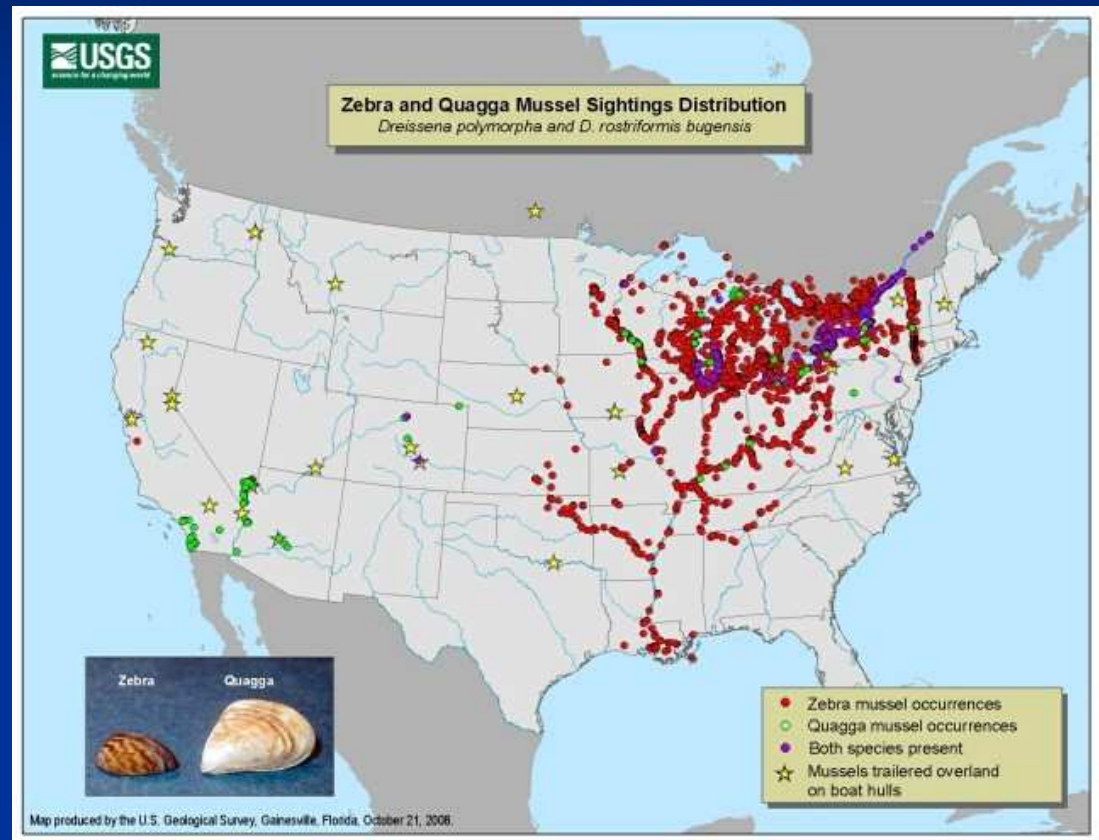 USGS
science for a changing world
Zebra and Quagga Mussel Sightings Distribution
Dreissena polymorpha and D. rostriformis bugensis
Zebra
Quagga
Zebra mussel occurrences
Quagga mussel occurrences
Both species present
Mussels trailered overland
on boat hulls
Map produced by the U.S. Geological Survey, Gainesville, Florida, October 21, 2008.